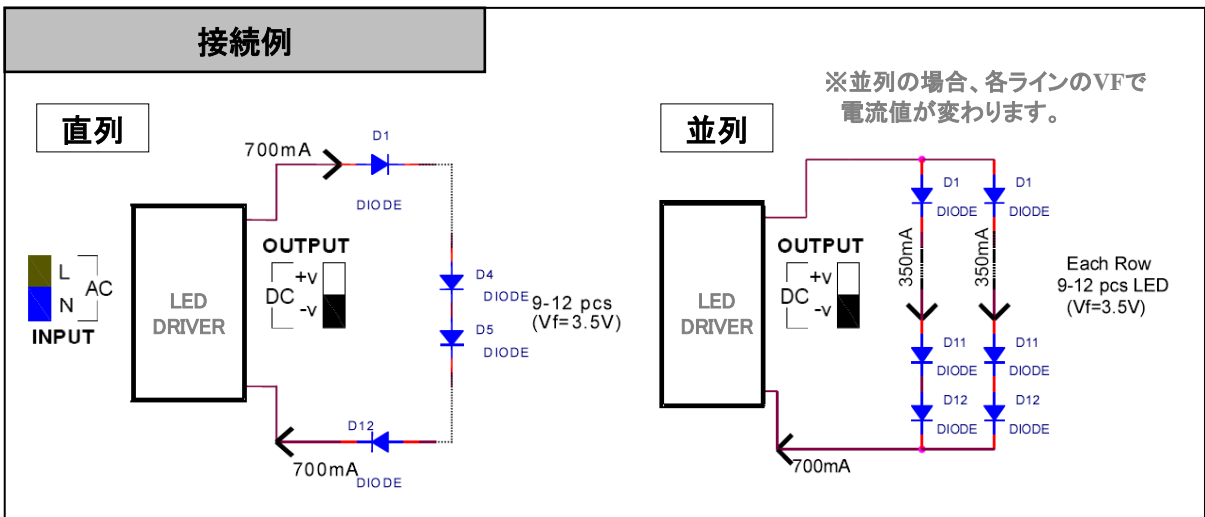 接続例
直列
700mA
D1
DIODE
OUTPUT
+v
DC
-v
L
N
AC
INPUT
LED
DRIVER
D4
DIODE
9-12 pcs
(Vf=3.5V)
D5
DIODE
D12
DIODE
700mA
※並列の場合、各ラインのVFで
電流値が変わります。
並列
D1
DIODE
D1
DIODE
350mA
350mA
OUTPUT
+v
DC
-v
LED
DRIVER
Each Row
9-12 pcs LED
(Vf=3.5V)
D11
DIODE
D11
DIODE
D12
DIODE
D12
DIODE
700mA